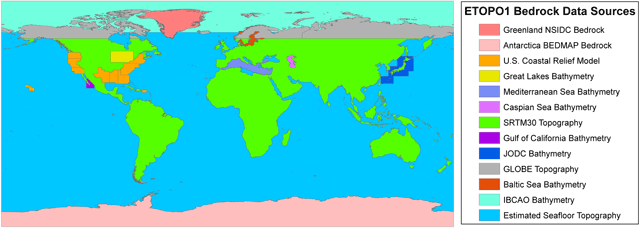 ETOPO1 Bedrock Data Sources
Greenland NSIDC Bedrock
Antarctica BEDMAP Bedrock
U.S. Coastal Relief Model
Great Lakes Bathymetry
Mediterranean Sea Bathymetry
Caspian Sea Bathymetry
SRTM30 Topography
Gulf of California Bathymetry
JODC Bathymetry
GLOBE Topography
Baltic Sea Bathymetry
IBCAO Bathymetry
Estimated Seafloor Topography